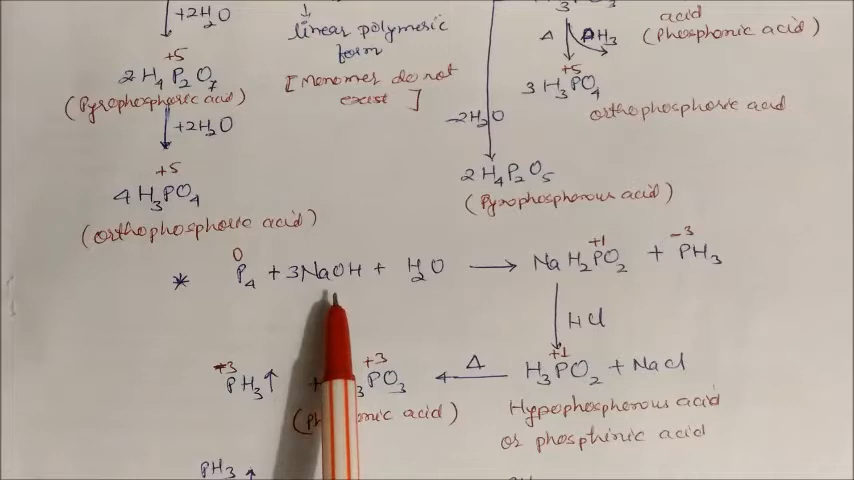 +2H2O
+5
2 H4P2O7
(Pyrophosphoric acid)
+2H2O
+5
4 H3PO4
(orthophosphoric acid)
linear polymeric
form
[Monomer do not
exist ]
-2H2O
2 H4P2O5
(Pyrophosphorous acid)
acid
(Phosphonic acid)
Δ PH3
+5
3 H3PO4
orthophosphoric acid
0 +1 -3
* P4 + 3NaOH + H2O → NaH2PO2 + PH3
HCl
+3 +3 Δ +1
PH3↑ + 3PO3 ← H3PO2 + NaCl
acid) Hypophosphorous acid
or phosphinic acid
PH3↑